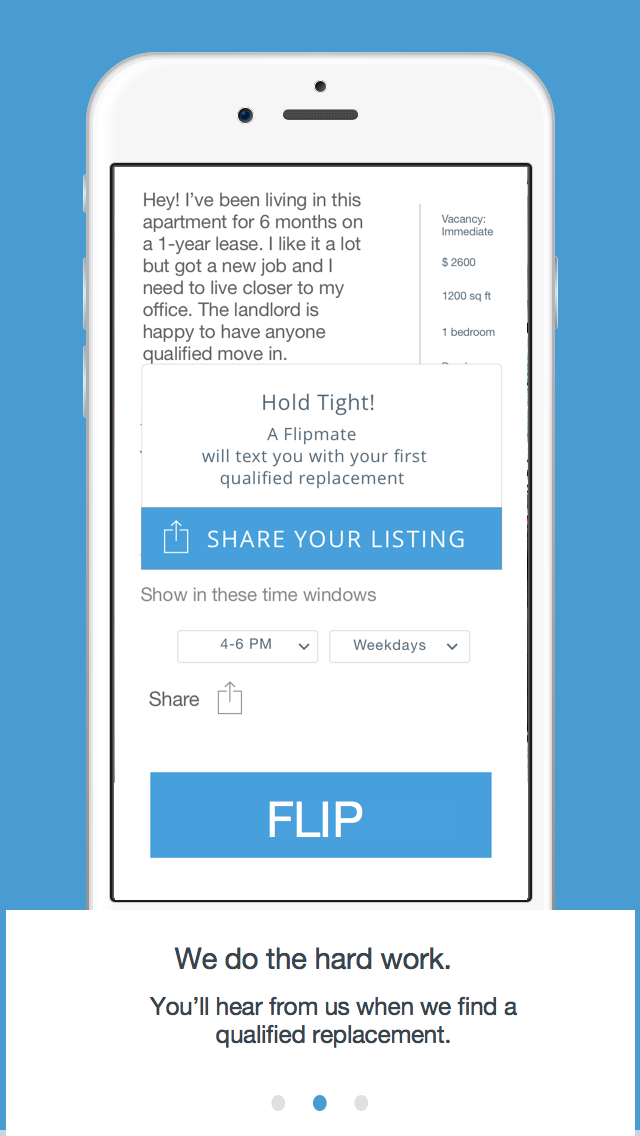 Hey! I've been living in this
apartment for 6 months on
a 1-year lease. I like it a lot
but got a new job and I
need to live closer to my
office. The landlord is
happy to have anyone
qualified move in.
Vacancy:
Immediate
$ 2600
1200 sq ft
1 bedroom
Hold Tight!
A Flipmate
will text you with your first
qualified replacement
SHARE YOUR LISTING
Show in these time windows
4-6 PM
Weekdays
Share
FLIP
We do the hard work.
You'll hear from us when we find a
qualified replacement.